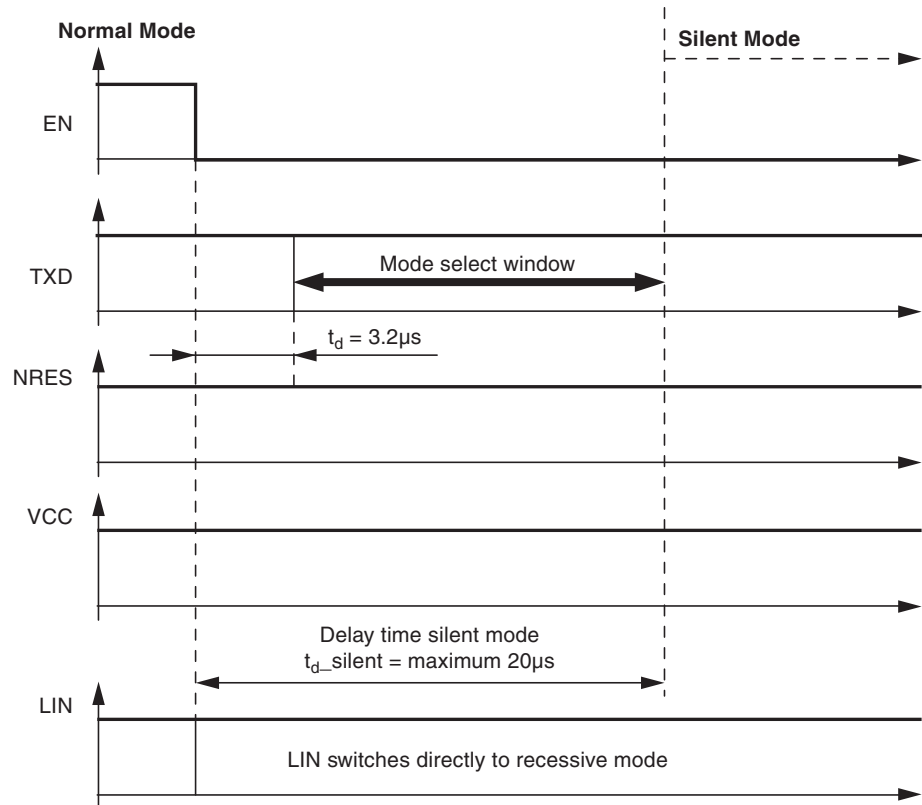 Normal Mode
Silent Mode
EN
TXD
Mode select window
t_d = 3.2µs
NRES
VCC
Delay time silent mode
t_d_silent = maximum 20µs
LIN
LIN switches directly to recessive mode